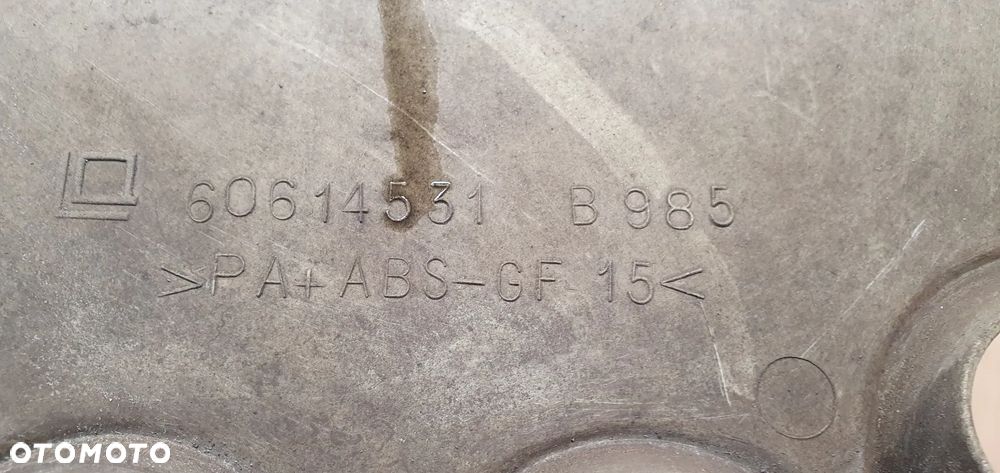 60614531 B 985
>PA+ABS-GF 15<
OTOMOTO